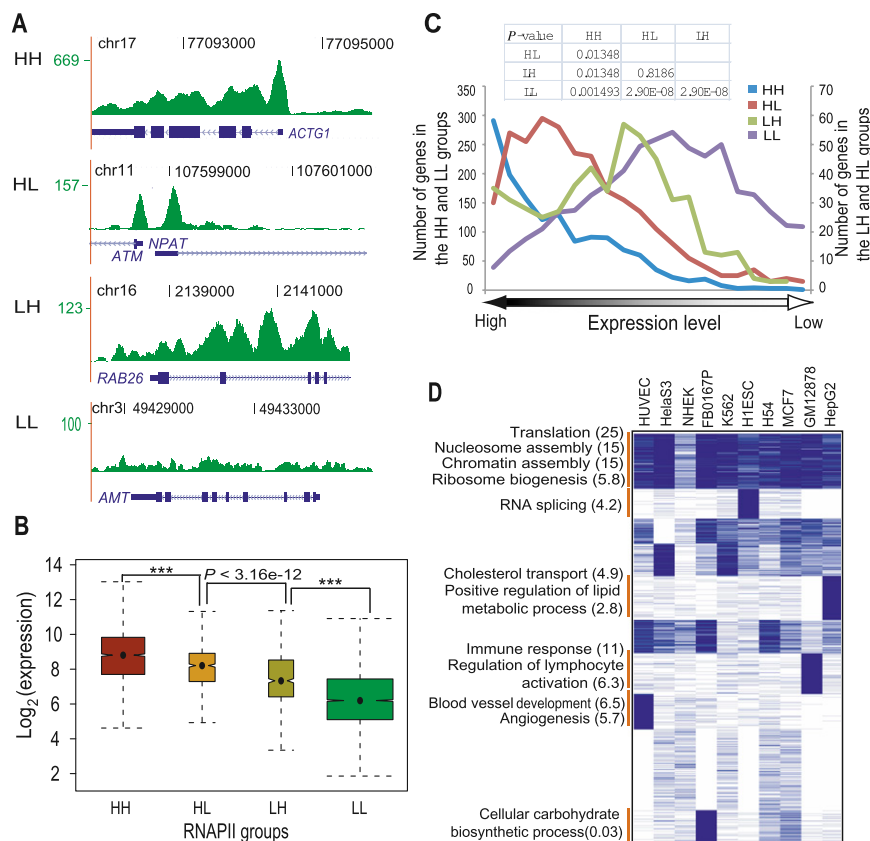 A
chr17 77093000 77095000
HH 669
ACTG1
chr11 107599000 107601000
HL 157
NPAT
ATM
chr16 2139000 2141000
LH 123
RAB26
chr3 49429000 49433000
LL 100
AMT
B
Log2(expression)
14
12
10
8
6
4
2
*** P < 3.16e-12 ***
HH HL LH LL
RNAPII groups
C
P-value HH HL LH
HL 0.01348
LH 0.01348 0.8186
LL 0.001493 2.90E-08 2.90E-08
Number of genes in
the HH and LL groups
350
300
250
200
150
100
50
0
HH
HL
LH
LL
70
60
50
40
30
20
10
0
Number of genes in
the LH and HL groups
High Expression level Low
D
HUVEC
HelaS3
NHEK
FB0167P
K562
H1ESC
H54
MCF7
GM12878
HepG2
Translation (25)
Nucleosome assembly (15)
Chromatin assembly (15)
Ribosome biogenesis (5.8)
RNA splicing (4.2)
Cholesterol transport (4.9)
Positive regulation of lipid
metabolic process (2.8)
Immune response (11)
Regulation of lymphocyte
activation (6.3)
Blood vessel development (6.5)
Angiogenesis (5.7)
Cellular carbohydrate
biosynthetic process(0.03)